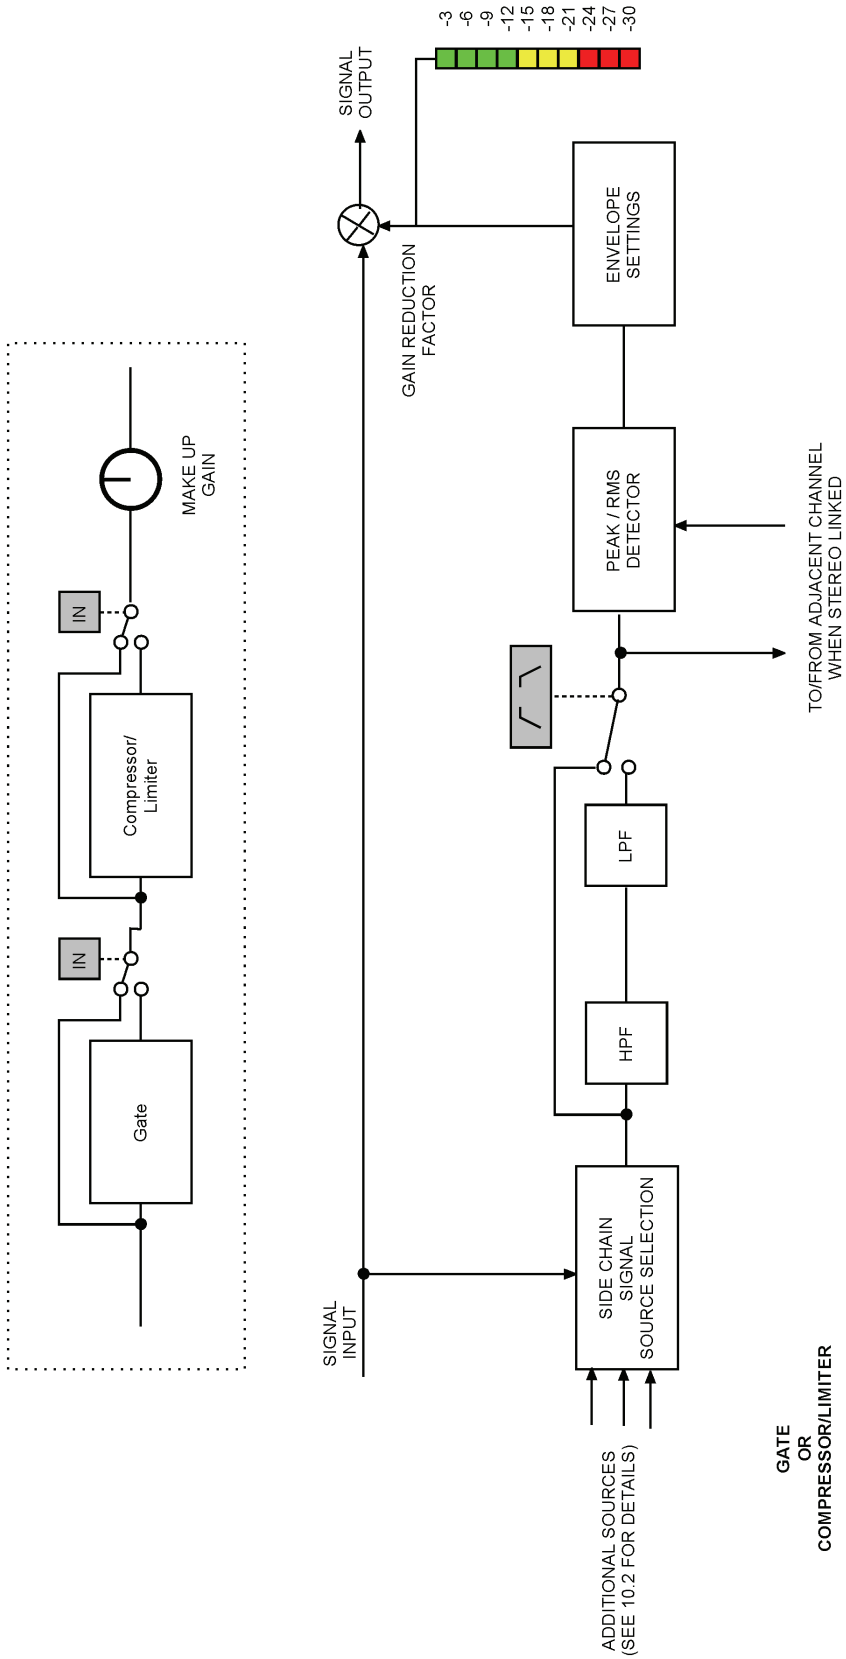 Gate
IN
Compressor/
Limiter
IN
MAKE UP
GAIN
SIGNAL
INPUT
SIGNAL
OUTPUT
GAIN REDUCTION
FACTOR
-3
-6
-9
-12
-15
-18
-21
-24
-27
-30
ADDITIONAL SOURCES
(SEE 10.2 FOR DETAILS)
SIDE CHAIN
SIGNAL
SOURCE SELECTION
HPF
LPF
PEAK / RMS
DETECTOR
ENVELOPE
SETTINGS
TO/FROM ADJACENT CHANNEL
WHEN STEREO LINKED
GATE
OR
COMPRESSOR/LIMITER